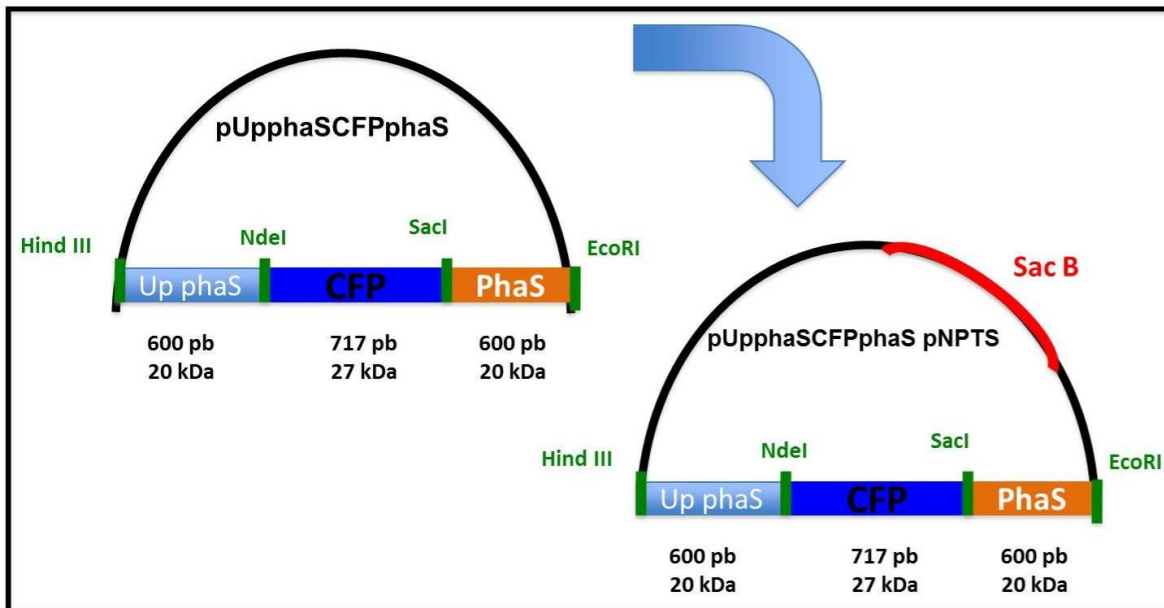 pUpphaSCFPphaS
Hind III
NdeI
SacI
EcoRI
Up phaS
CFP
PhaS
600 pb
20 kDa
717 pb
27 kDa
600 pb
20 kDa
Sac B
pUpphaSCFPphaS pNPTS
Hind III
NdeI
SacI
EcoRI
Up phaS
CFP
PhaS
600 pb
20 kDa
717 pb
27 kDa
600 pb
20 kDa